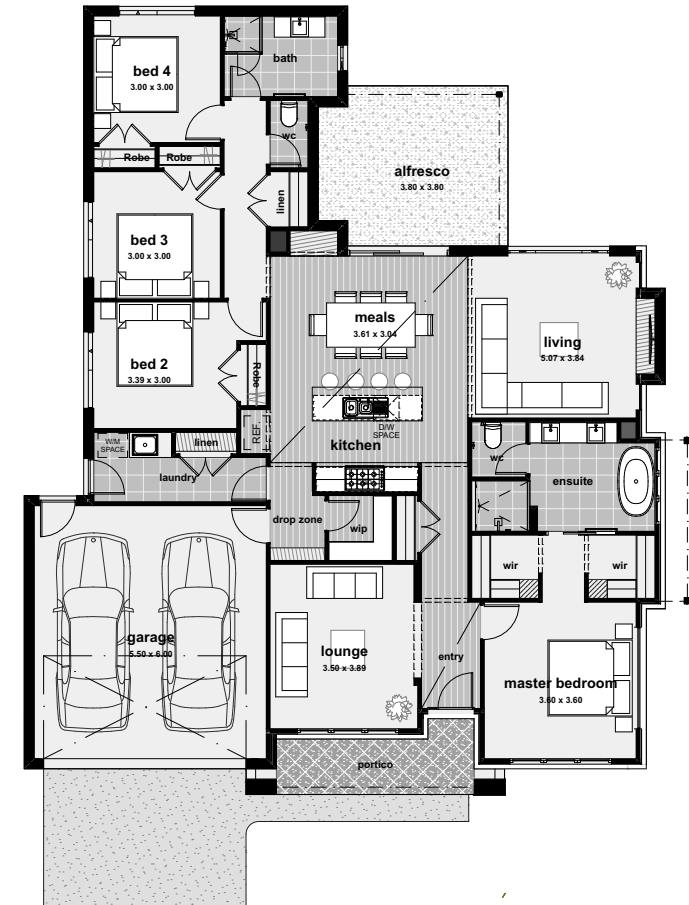 bed 4
3.00 x 3.00
bath
wc
Robe
Robe
linen
alfresco
3.80 x 3.80
bed 3
3.00 x 3.00
meals
3.61 x 3.04
living
5.07 x 3.84
bed 2
3.39 x 3.00
Robe
REF.
D/W
SPACE
kitchen
W/M
SPACE
linen
laundry
wc
ensuite
drop zone
wip
wir
wir
garage
5.50 x 6.00
lounge
3.50 x 3.89
entry
master bedroom
3.60 x 3.60
portico